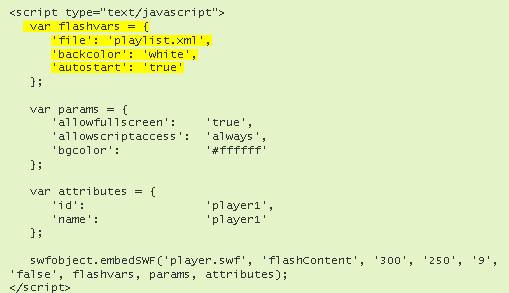 <script type="text/javascript">
var flashvars = {
'file': 'playlist.xml',
'backcolor': 'white',
'autostart': 'true'
};
var params = {
'allowfullscreen': 'true',
'allowscriptaccess': 'always',
'bgcolor': '#ffffff'
};
var attributes = {
'id': 'player1',
'name': 'player1'
};
swfobject.embedSWF('player.swf', 'flashContent', '300', '250', '9',
'false', flashvars, params, attributes);
</script>